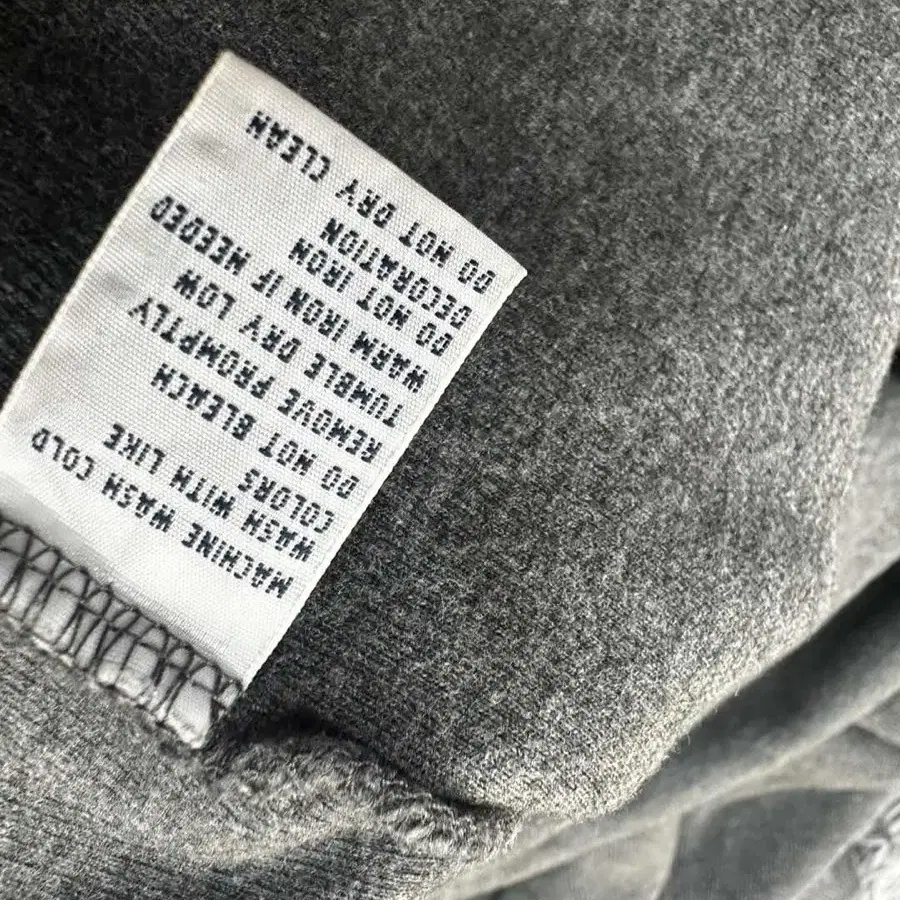 MACHINE WASH COLD
WASH WITH LIKE
COLORS
DO NOT BLEACH
REMOVE PROMPTLY
TUMBLE DRY LOW
WARM IRON IF NEEDED
DO NOT IRON
DECORATION
DO NOT DRY CLEAN